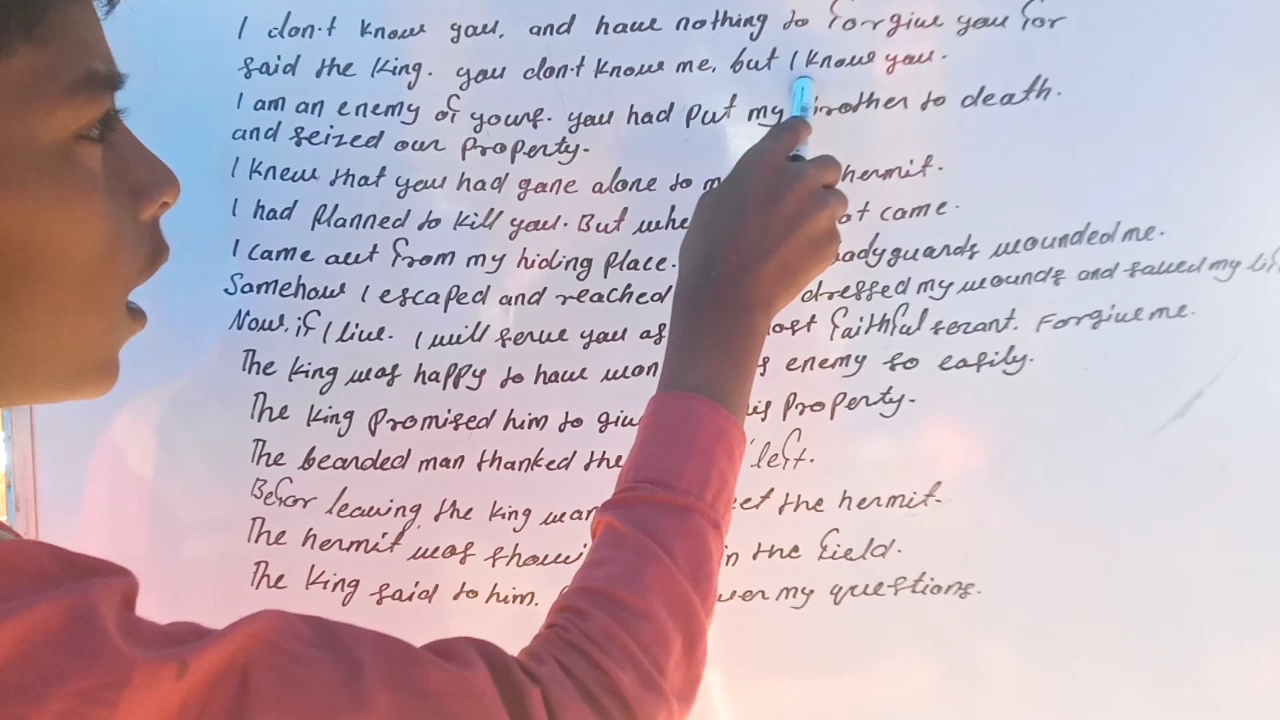 I don't know you, and have nothing to forgive you for
said the King. you don't know me, but I know you.
I am an enemy of yours. you had put my brother to death.
and seized our property.
I knew that you had gone alone to hermit.
I had planned to kill you. But came.
I came out from my hiding place. bodyguards wounded me.
Somehow I escaped and reached dressed my wounds and saved my
Now, if I live. I will serve you as faithful serant. Forgive me.
The King was happy to have won enemy so easily.
The King promised him to property.
The bearded man thanked the left.
Befor leaving, the king the hermit.
The hermit was in the field.
The King said to him. my questions.